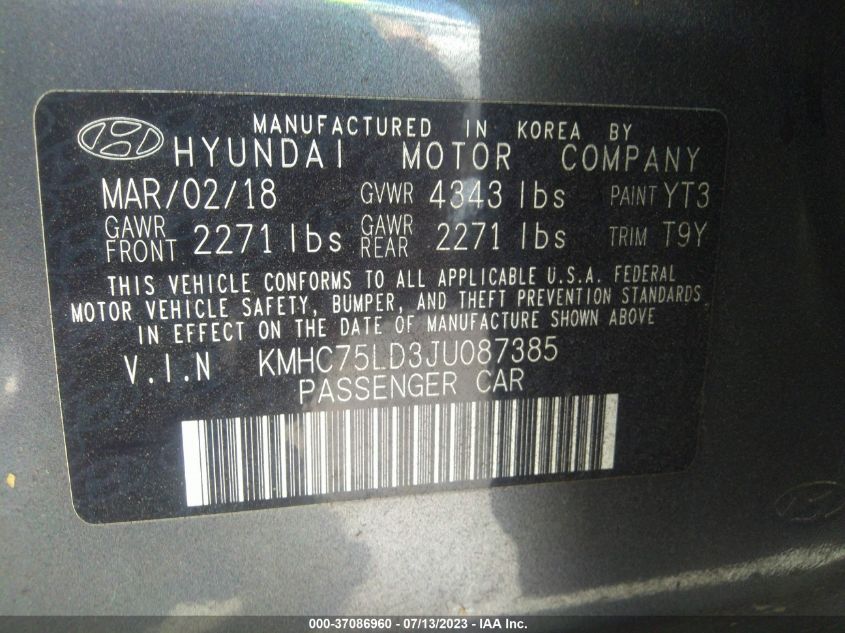 MANUFACTURED IN KOREA BY
HYUNDAI MOTOR COMPANY
MAR/02/18 GVWR 4343 lbs PAINT YT3
GAWR FRONT 2271 lbs GAWR REAR 2271 lbs TRIM T9Y
THIS VEHICLE CONFORMS TO ALL APPLICABLE U.S.A. FEDERAL
MOTOR VEHICLE SAFETY, BUMPER, AND THEFT PREVENTION STANDARDS
IN EFFECT ON THE DATE OF MANUFACTURE SHOWN ABOVE
V.I.N KMHC75LD3JU087385
PASSENGER CAR
000-37086960 - 07/13/2023 - IAA Inc.